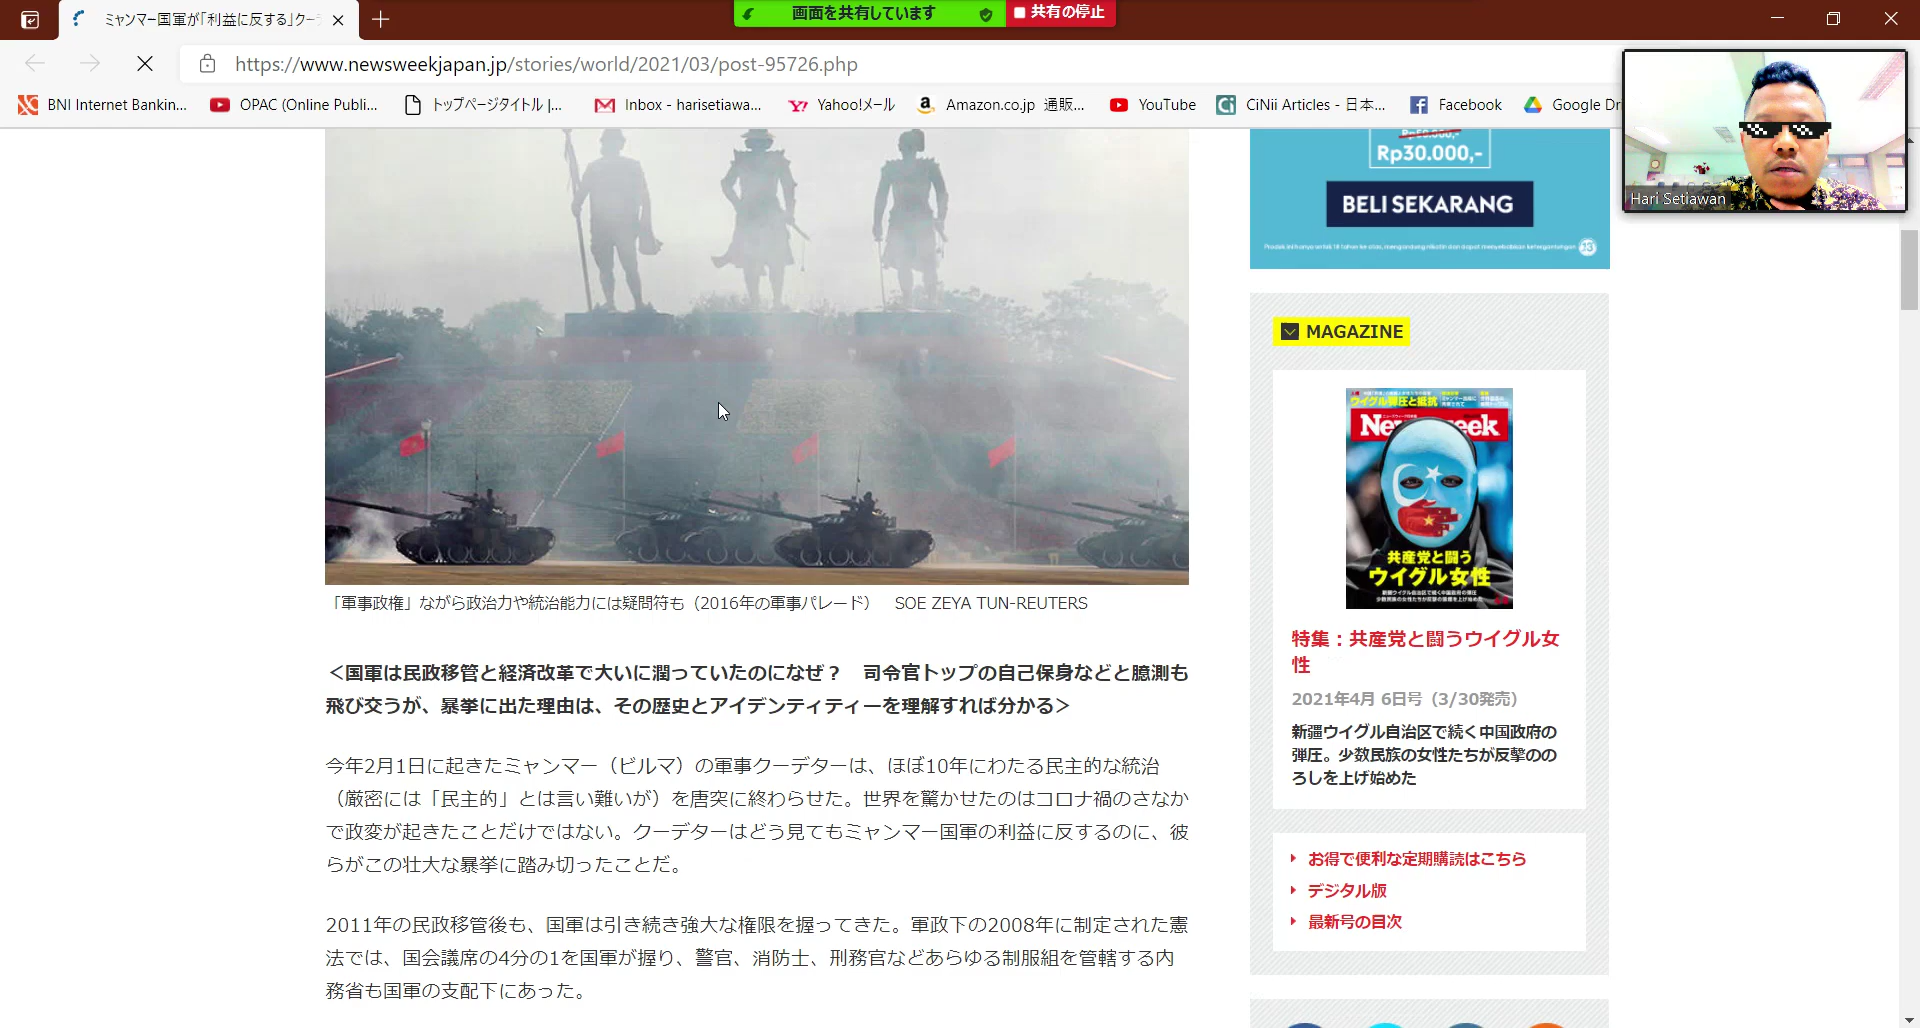 ミャンマー国軍が「利益に反する」クー
画面を共有しています
共有の停止
https://www.newsweekjapan.jp/stories/world/2021/03/post-95726.php
BNI Internet Bankin...
OPAC (Online Publi...
トップページタイトル |...
Inbox - harisetiawa...
Yahoo!メール
Amazon.co.jp 通販...
YouTube
CiNii Articles - 日本...
Facebook
Google Dr
Hari Setiawan
Rp30.000,-
BELI SEKARANG
「軍事政権」ながら政治力や統治能力には疑問符も（2016年の軍事パレード） SOE ZEYA TUN-REUTERS
＜国軍は民政移管と経済改革で大いに潤っていたのになぜ？　司令官トップの自己保身などと臆測も
飛び交うが、暴挙に出た理由は、その歴史とアイデンティティーを理解すれば分かる＞
今年2月1日に起きたミャンマー（ビルマ）の軍事クーデターは、ほぼ10年にわたる民主的な統治
（厳密には「民主的」とは言い難いが）を唐突に終わらせた。世界を驚かせたのはコロナ禍のさなか
で政変が起きたことだけではない。クーデターはどう見てもミャンマー国軍の利益に反するのに、彼
らがこの壮大な暴挙に踏み切ったことだ。
2011年の民政移管後も、国軍は引き続き強大な権限を握ってきた。軍政下の2008年に制定された憲
法では、国会議席の4分の1を国軍が握り、警官、消防士、刑務官などあらゆる制服組を管轄する内
務省も国軍の支配下にあった。
MAGAZINE
ウイグル弾圧と抵抗
Newsweek
共産党と闘う
ウイグル女性
特集：共産党と闘うウイグル女
性
2021年4月 6日号（3/30発売）
新疆ウイグル自治区で続く中国政府の
弾圧。少数民族の女性たちが反撃のの
ろしを上げ始めた
お得で便利な定期購読はこちら
デジタル版
最新号の目次